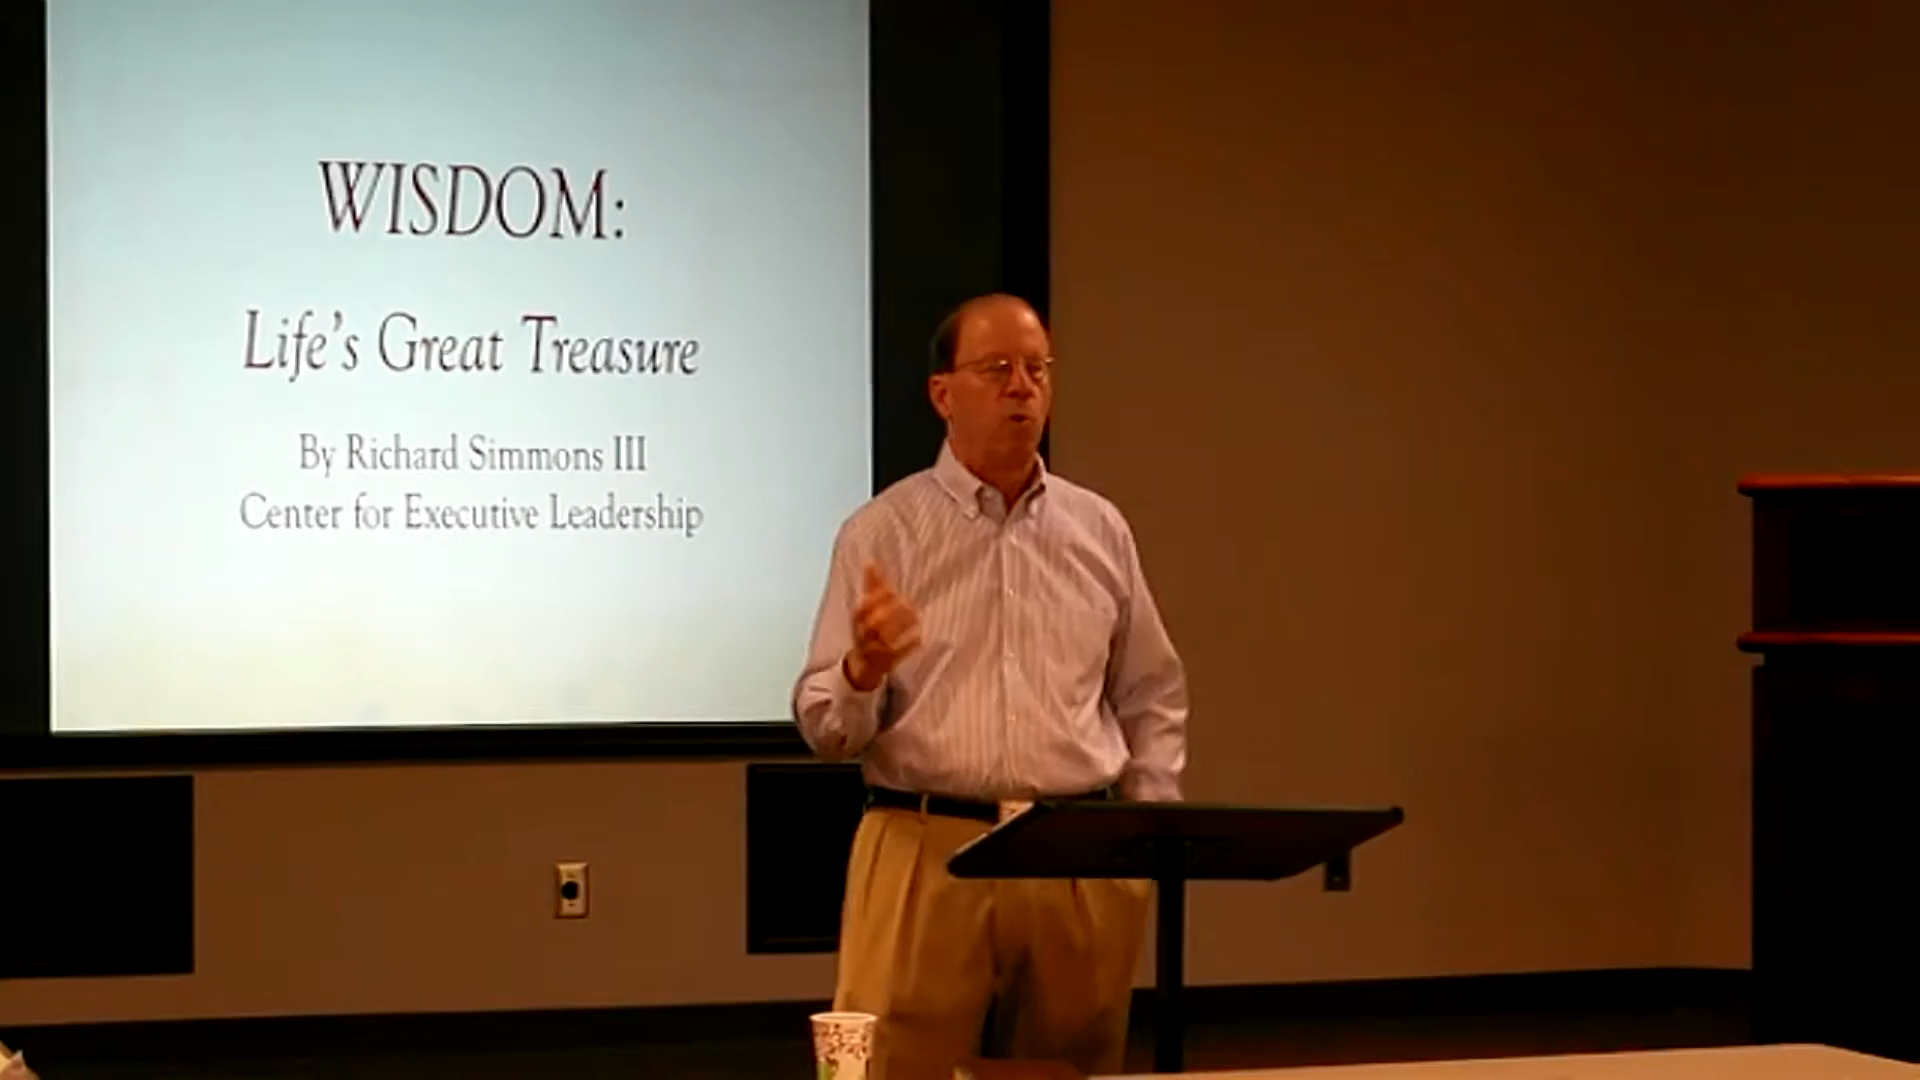 WISDOM:
Life's Great Treasure
By Richard Simmons III
Center for Executive Leadership